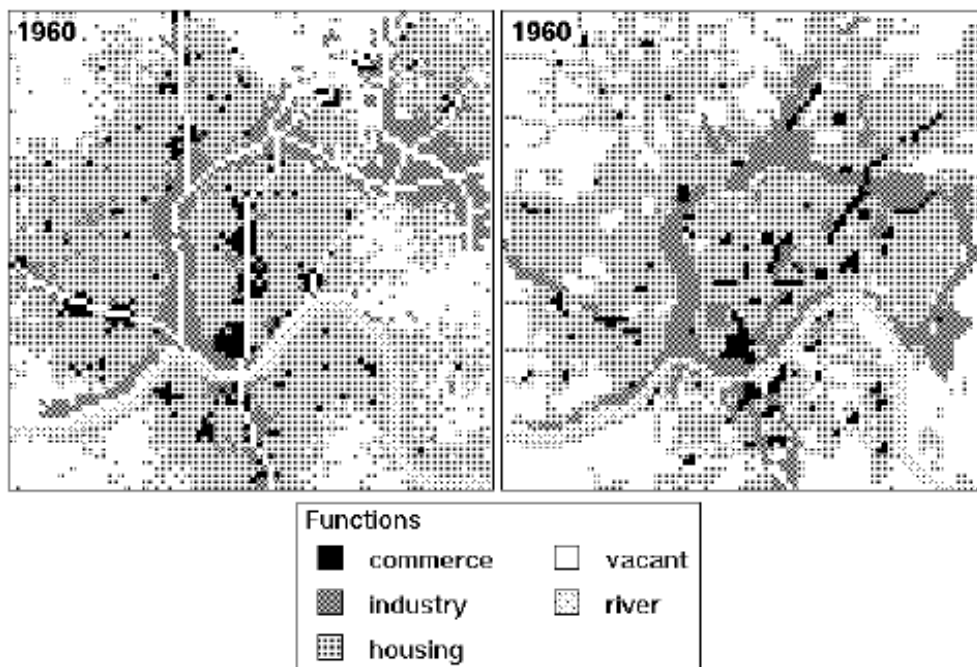 1960
1960
Functions
commerce
vacant
industry
river
housing